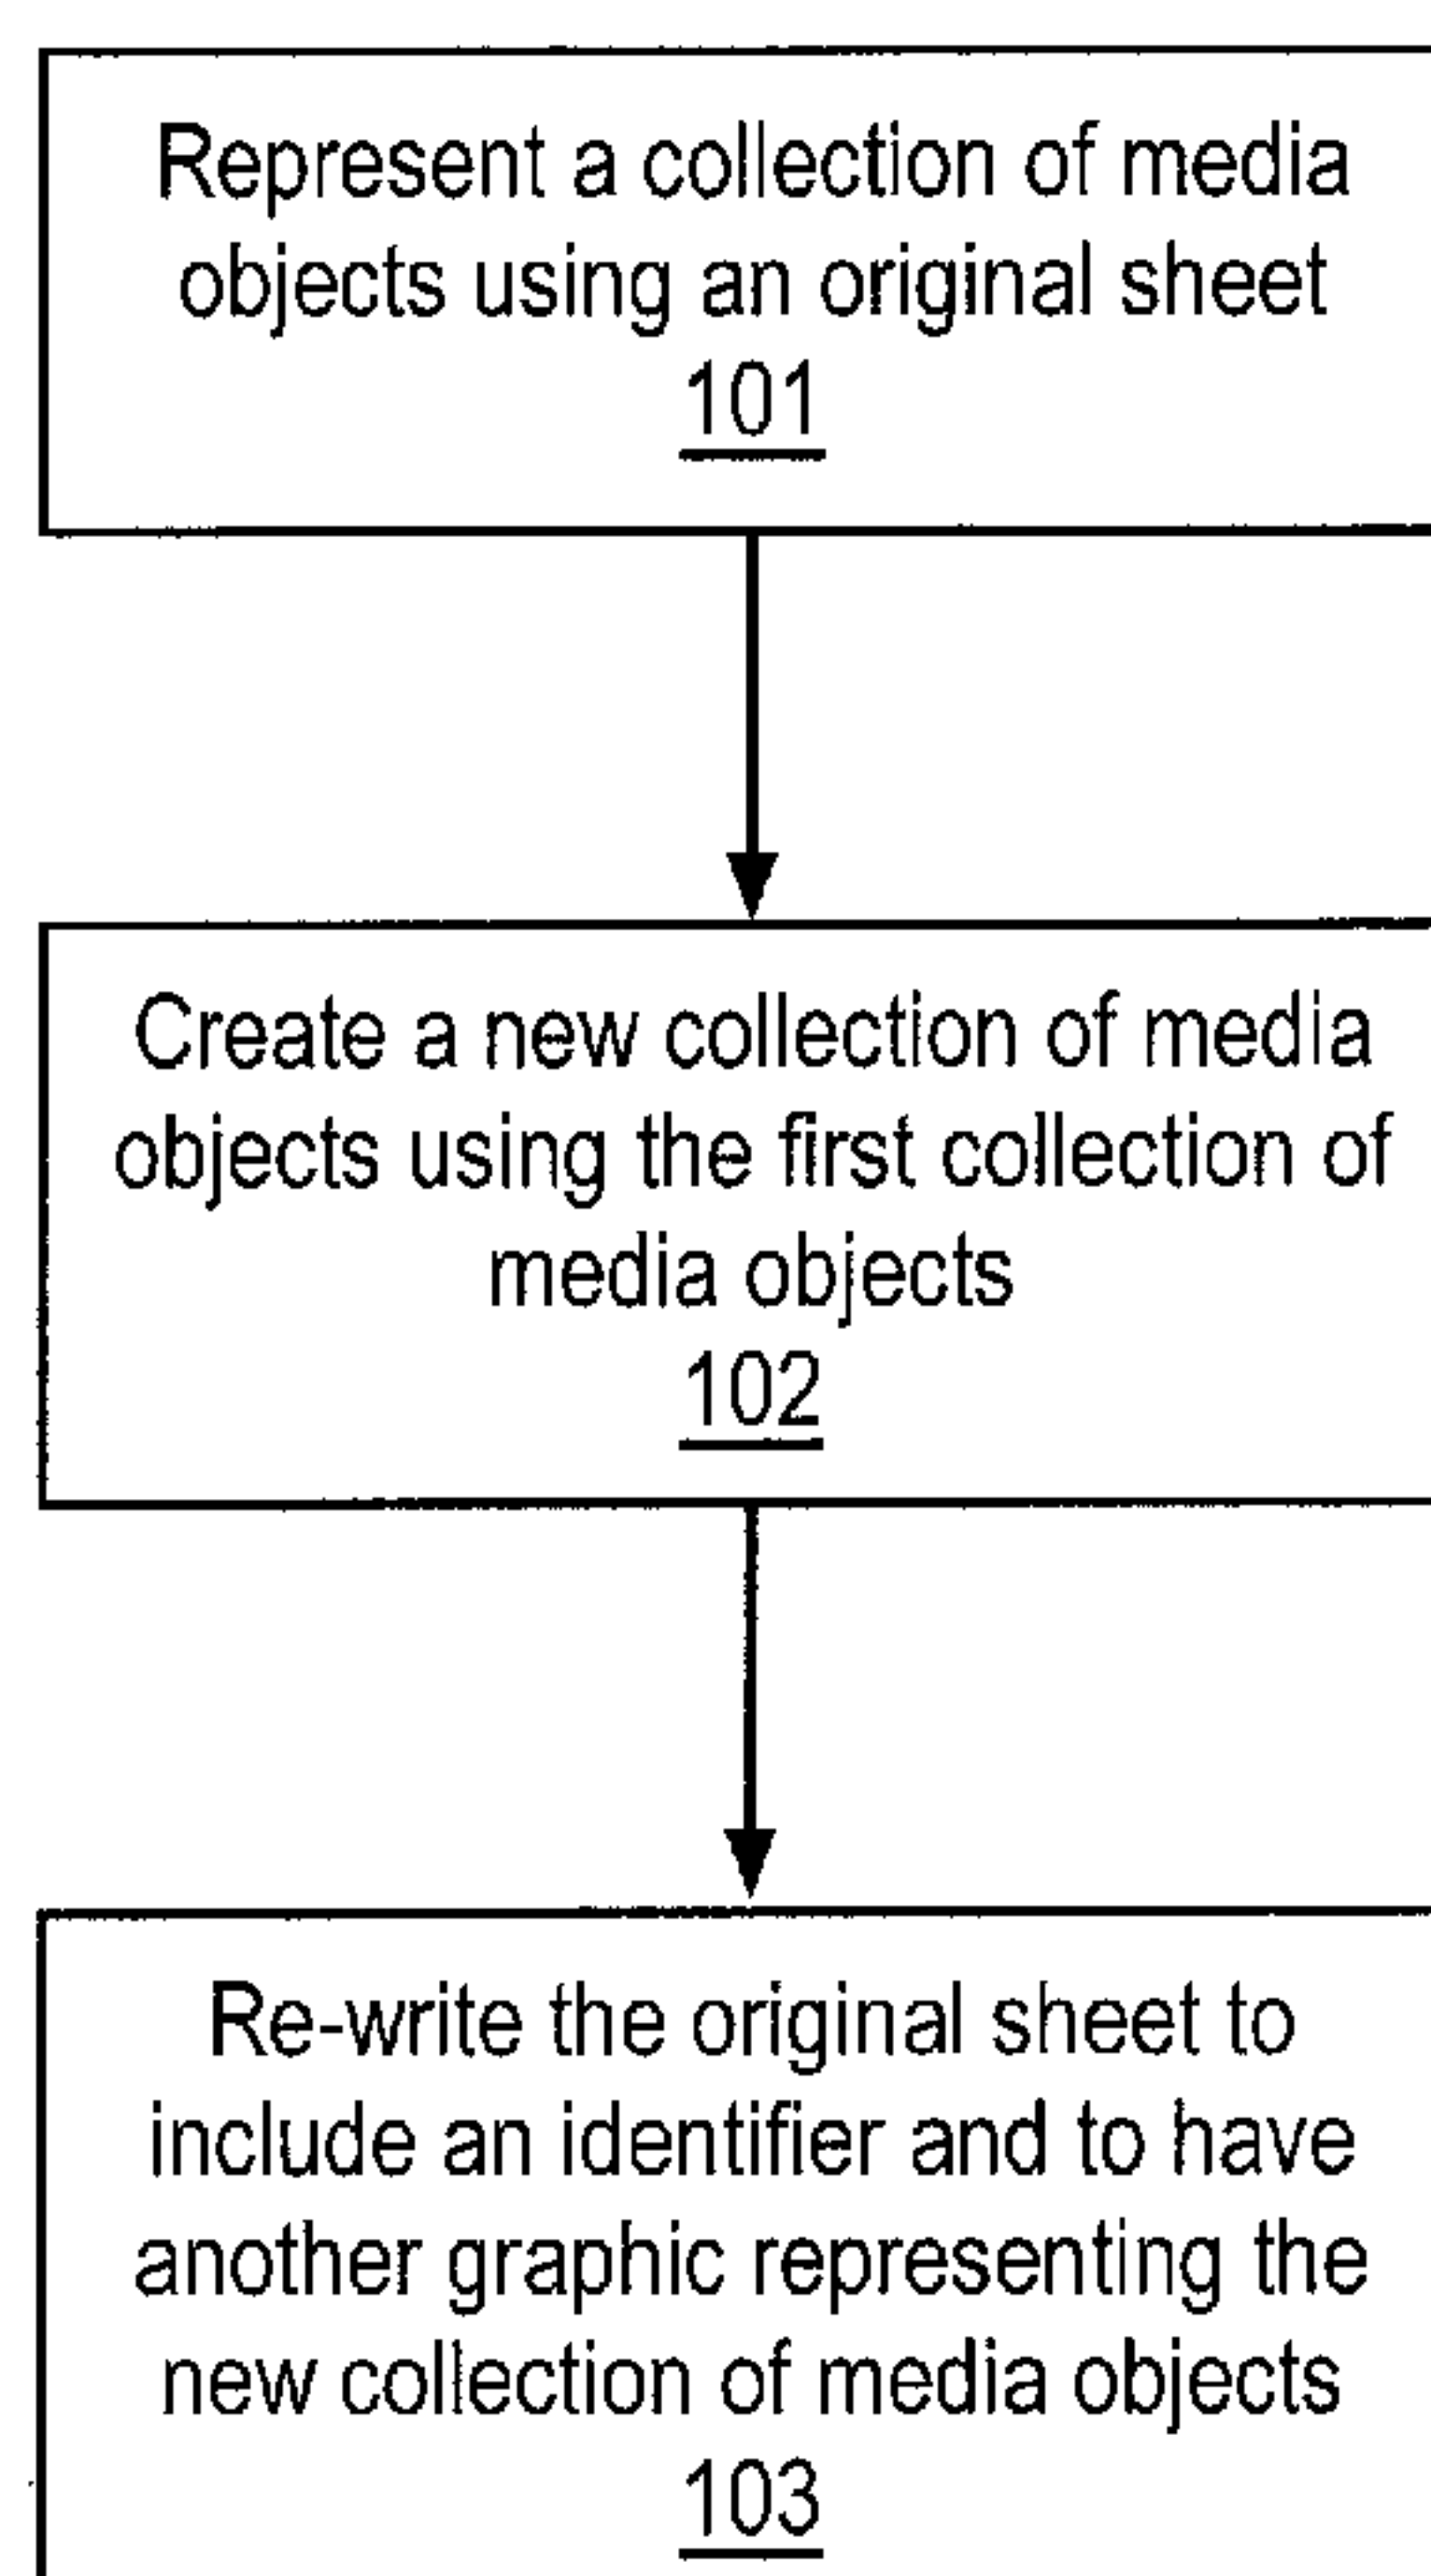 Represent a collection of media
objects using an original sheet
101
Create a new collection of media
objects using the first collection of
media objects
102
Re-write the original sheet to
include an identifier and to have
another graphic representing the
new collection of media objects
103